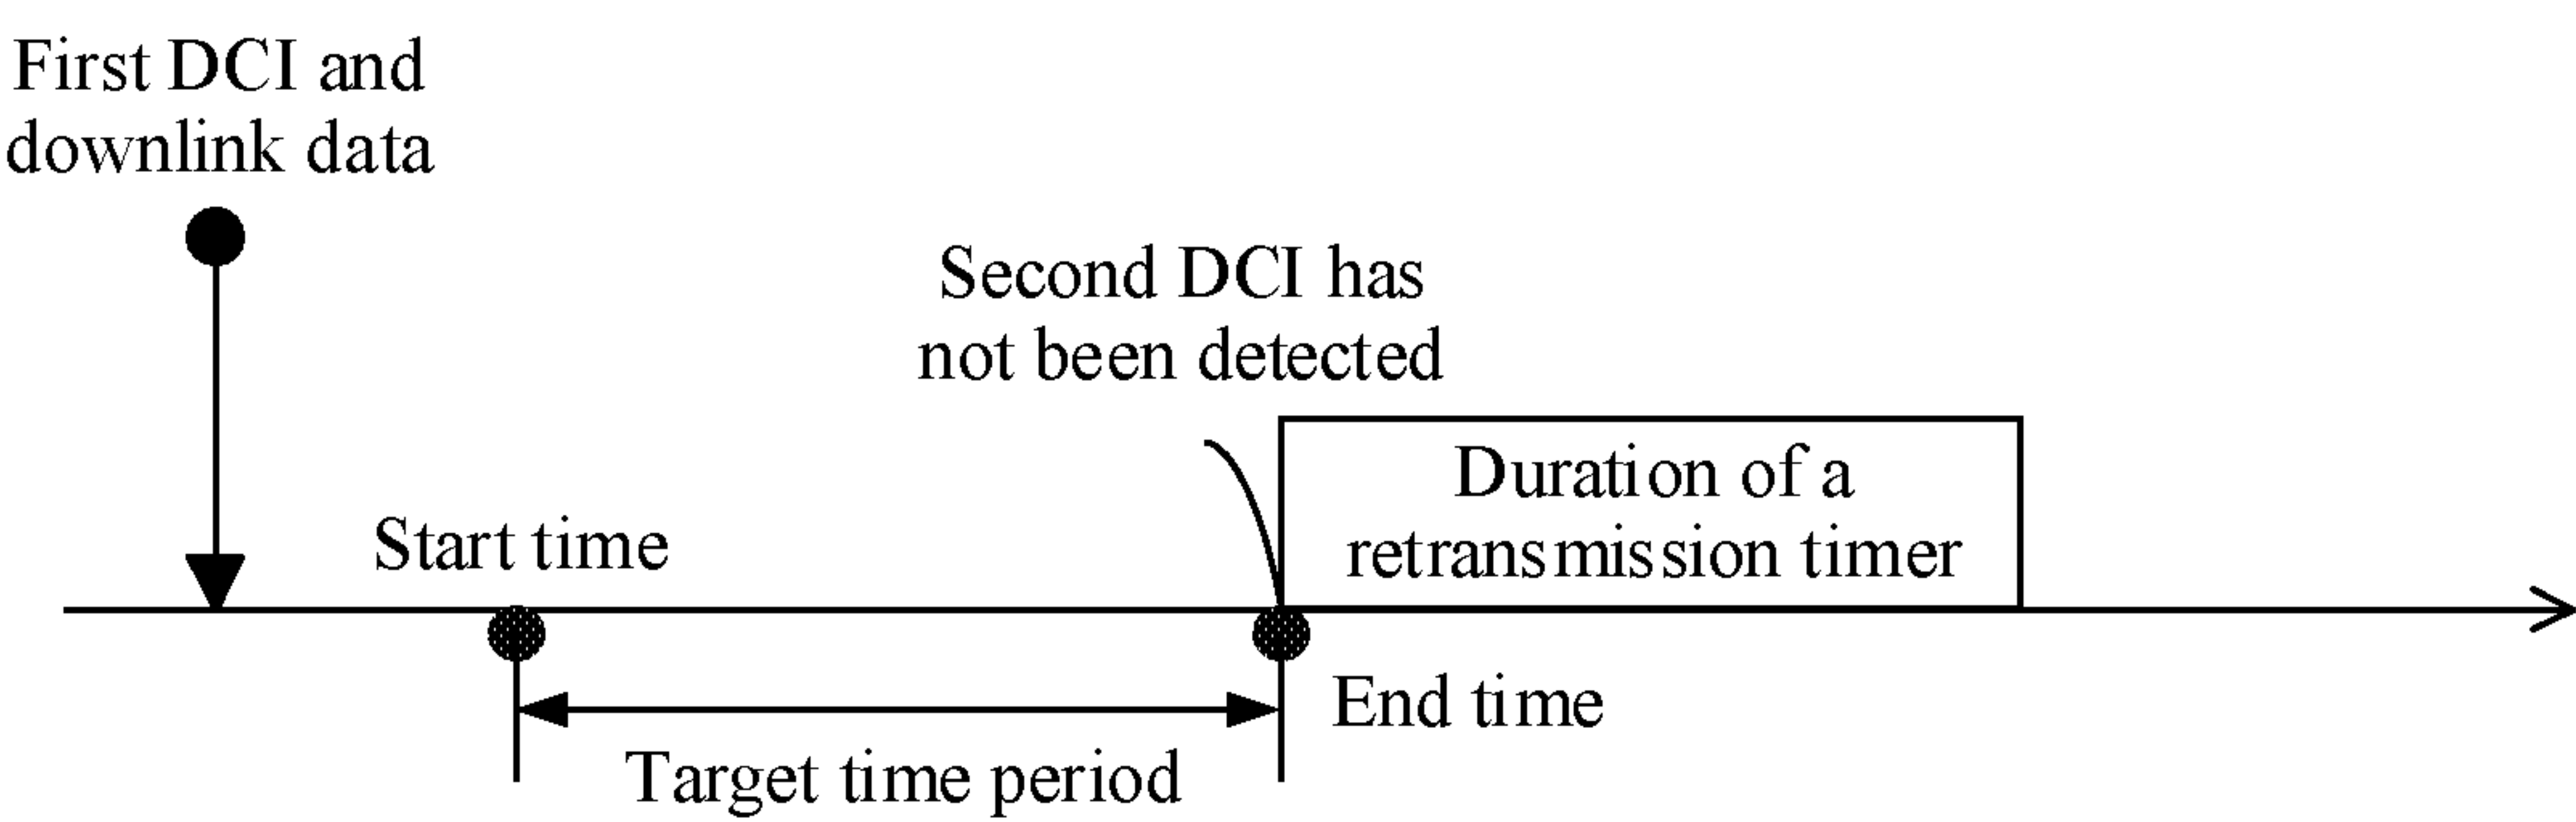 First DCI and
downlink data
Second DCI has
not been detected
Duration of a
retransmission timer
Start time
End time
Target time period